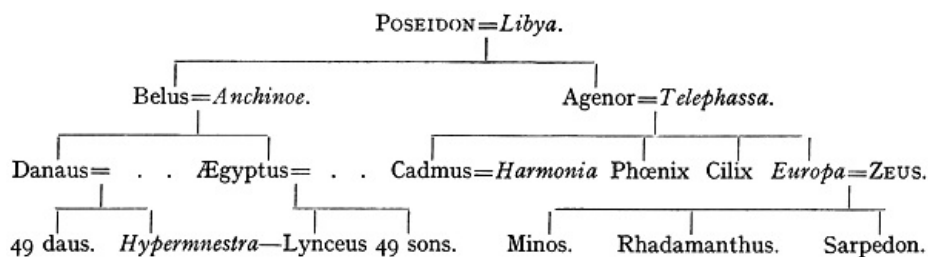 POSEIDON=Libya.
Belus=Anchinoe. Agenor=Telephassa.
Danaus= . . Ægyptus= . . Cadmus=Harmonia Phœnix Cilix Europa=ZEUS.
49 daus. Hypermnestra—Lynceus 49 sons. Minos. Rhadamanthus. Sarpedon.